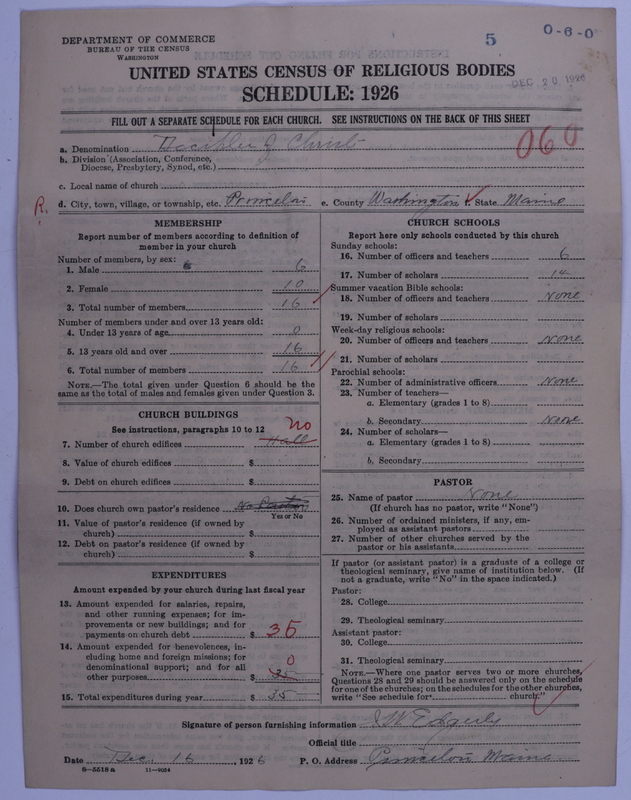 DEPARTMENT OF COMMERCE
BUREAU OF THE CENSUS
WASHINGTON
5
0-6-0
DEC 20 1926
UNITED STATES CENSUS OF RELIGIOUS BODIES
SCHEDULE: 1926
FILL OUT A SEPARATE SCHEDULE FOR EACH CHURCH. SEE INSTRUCTIONS ON THE BACK OF THIS SHEET
060
a. Denomination of Christ
b. Division (Association, Conference,
Diocese, Presbytery, Synod, etc.)
c. Local name of church
R. d. City, town, village, or township, etc. Princeton e. County Washington State Maine
MEMBERSHIP
Report number of members according to definition of
member in your church
Number of members, by sex:
1. Male 6 6
2. Female 10
3. Total number of members 16
Number of members under and over 13 years old:
4. Under 13 years of age 0
5. 13 years old and over 16
6. Total number of members 16
NOTE.—The total given under Question 6 should be the
same as the total of males and females given under Question 3.
CHURCH BUILDINGS
See instructions, paragraphs 10 to 12
no
7. Number of church edifices Hall
8. Value of church edifices $
9. Debt on church edifices $
10. Does church own pastor's residence No Pastor
Yes or No
11. Value of pastor's residence (if owned by
church) $
12. Debt on pastor's residence (if owned by
church) $
EXPENDITURES
Amount expended by your church during last fiscal year
13. Amount expended for salaries, repairs,
and other running expenses; for im-
provements or new buildings; and for
payments on church debt $ 35
14. Amount expended for benevolences, in-
cluding home and foreign missions; for
denominational support; and for all 0
other purposes $ 35
15. Total expenditures during year $ 35
CHURCH SCHOOLS
Report here only schools conducted by this church
Sunday schools:
16. Number of officers and teachers 6
17. Number of scholars 14
Summer vacation Bible schools:
18. Number of officers and teachers None
19. Number of scholars
Week-day religious schools:
20. Number of officers and teachers None
21. Number of scholars
Parochial schools:
22. Number of administrative officers None
23. Number of teachers—
a. Elementary (grades 1 to 8)
b. Secondary None
24. Number of scholars—
a. Elementary (grades 1 to 8)
b. Secondary
PASTOR
25. Name of pastor None
(If church has no pastor, write "None")
26. Number of ordained ministers, if any, em-
ployed as assistant pastors
27. Number of other churches served by the
pastor or his assistants
If pastor (or assistant pastor) is a graduate of a college or
theological seminary, give name of institution below. (If
not a graduate, write "No" in the space indicated.)
Pastor:
28. College
29. Theological seminary
Assistant pastor:
30. College
31. Theological seminary
NOTE.—Where one pastor serves two or more churches,
Questions 28 and 29 should be answered only on the schedule
for one of the churches; on the schedules for the other churches,
write "See schedule for church."
Signature of person furnishing information
Official title
Date Dec. 16, 1926 P. O. Address Princeton Maine
8-5518a 11-9084